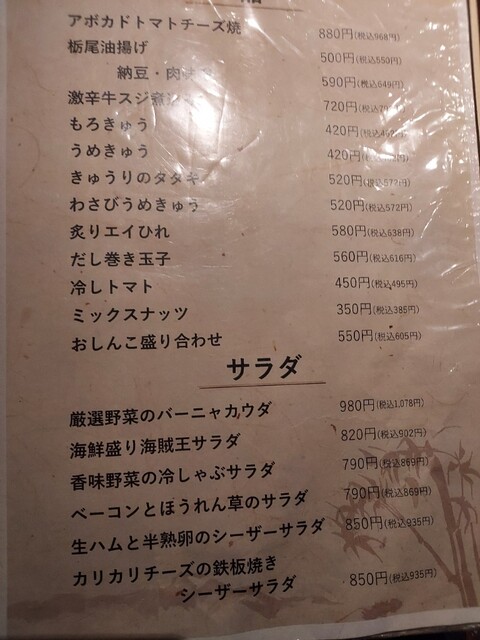 アボカドトマトチーズ焼 880円(税込968円)
栃尾油揚げ 500円(税込550円)
納豆・肉 590円(税込649円)
激辛牛スジ煮込み 720円
もろきゅう 420円
うめきゅう 420円
きゅうりのタタキ 520円(税込572円)
わさびうめきゅう 520円(税込572円)
炙りエイひれ 580円(税込638円)
だし巻き玉子 560円(税込616円)
冷しトマト 450円(税込495円)
ミックスナッツ 350円(税込385円)
おしんこ盛り合わせ 550円(税込605円)
サラダ
厳選野菜のバーニャカウダ 980円(税込1,078円)
海鮮盛り海賊王サラダ 820円(税込902円)
香味野菜の冷しゃぶサラダ 790円(税込869円)
ベーコンとほうれん草のサラダ 790円(税込869円)
生ハムと半熟卵のシーザーサラダ 850円(税込935円)
カリカリチーズの鉄板焼き
シーザーサラダ 850円(税込935円)